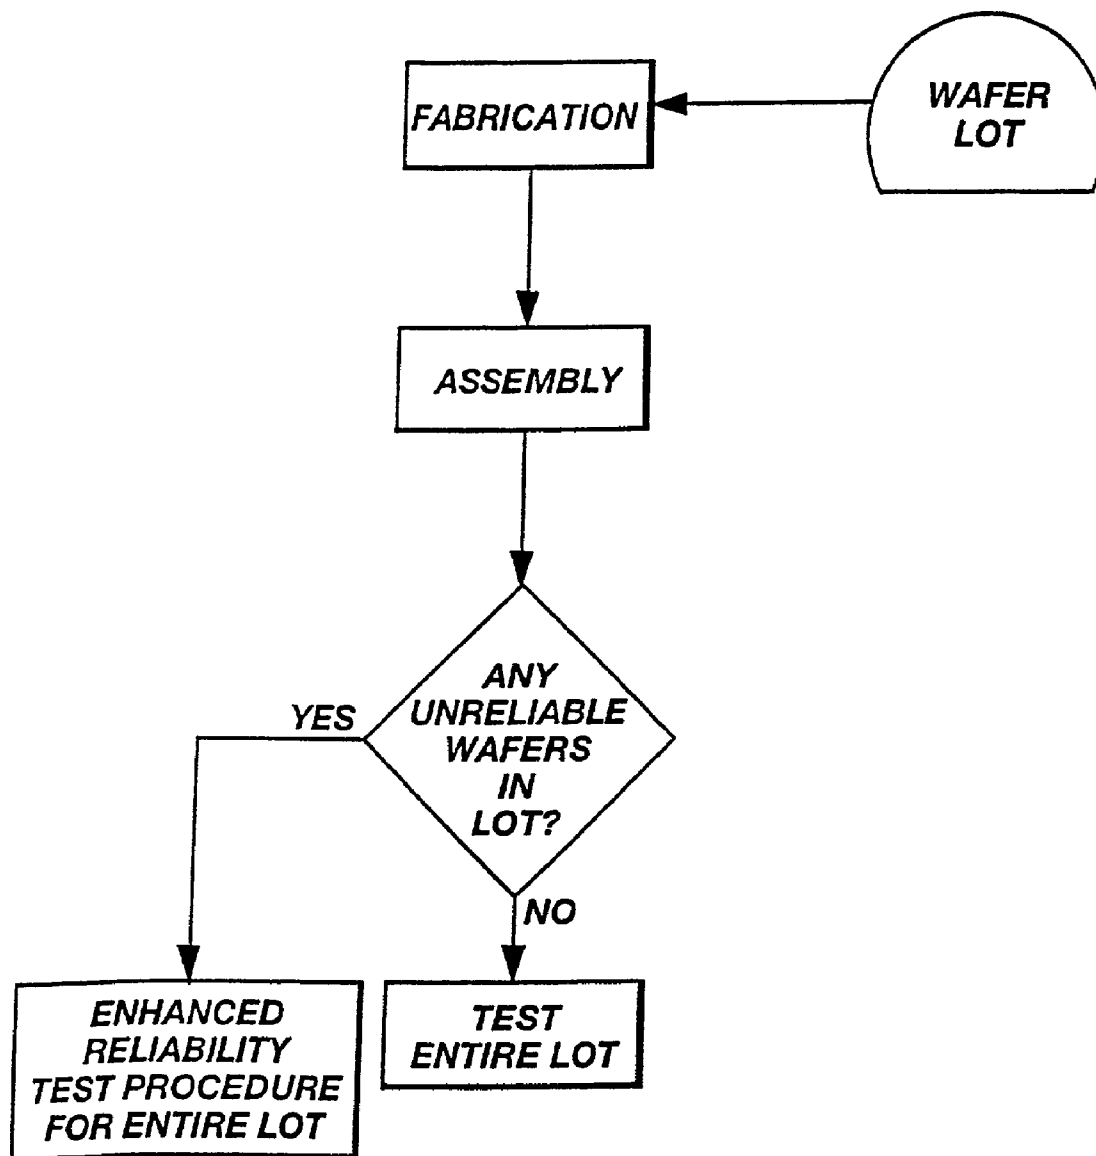 WAFER
LOT
FABRICATION
ASSEMBLY
ANY
UNRELIABLE
WAFERS
IN
LOT?
YES
NO
ENHANCED
RELIABILITY
TEST PROCEDURE
FOR ENTIRE LOT
TEST
ENTIRE LOT